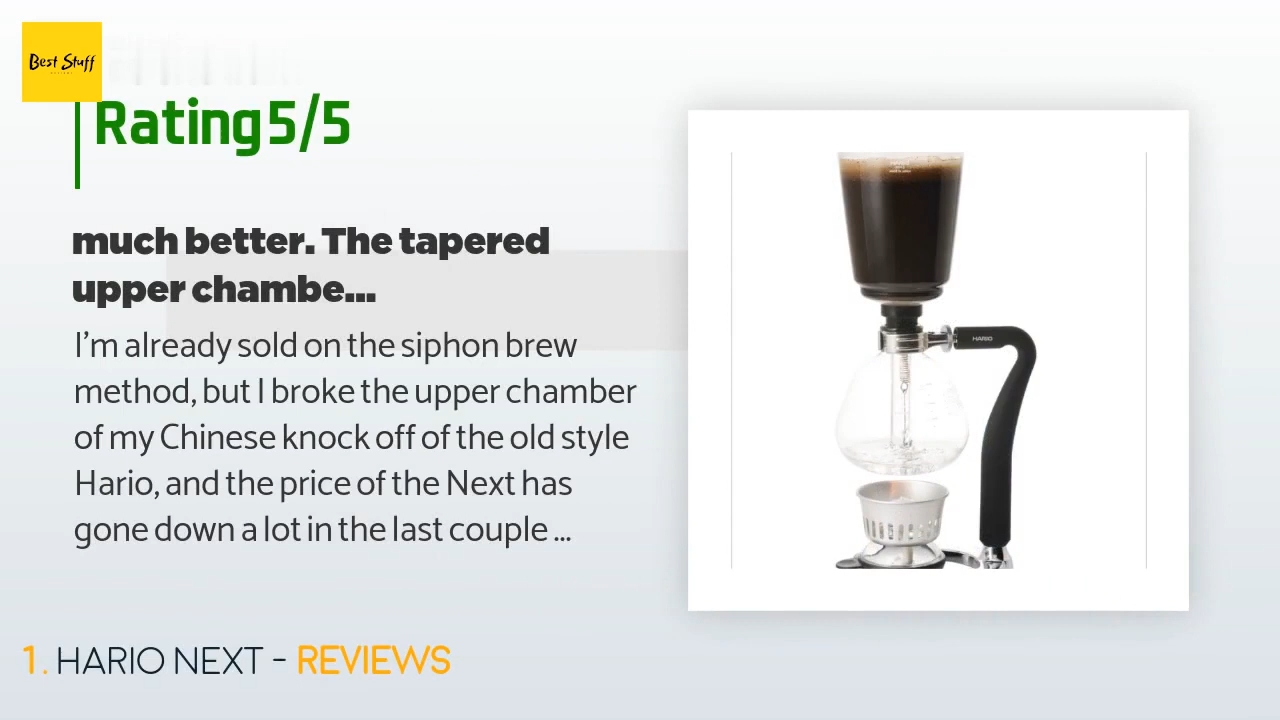 Best Stuff
Rating 5/5
much better. The tapered
upper chambe...
I'm already sold on the siphon brew
method, but I broke the upper chamber
of my Chinese knock off of the old style
Hario, and the price of the Next has
gone down a lot in the last couple ...
HARIO
1. HARIO NEXT - REVIEWS